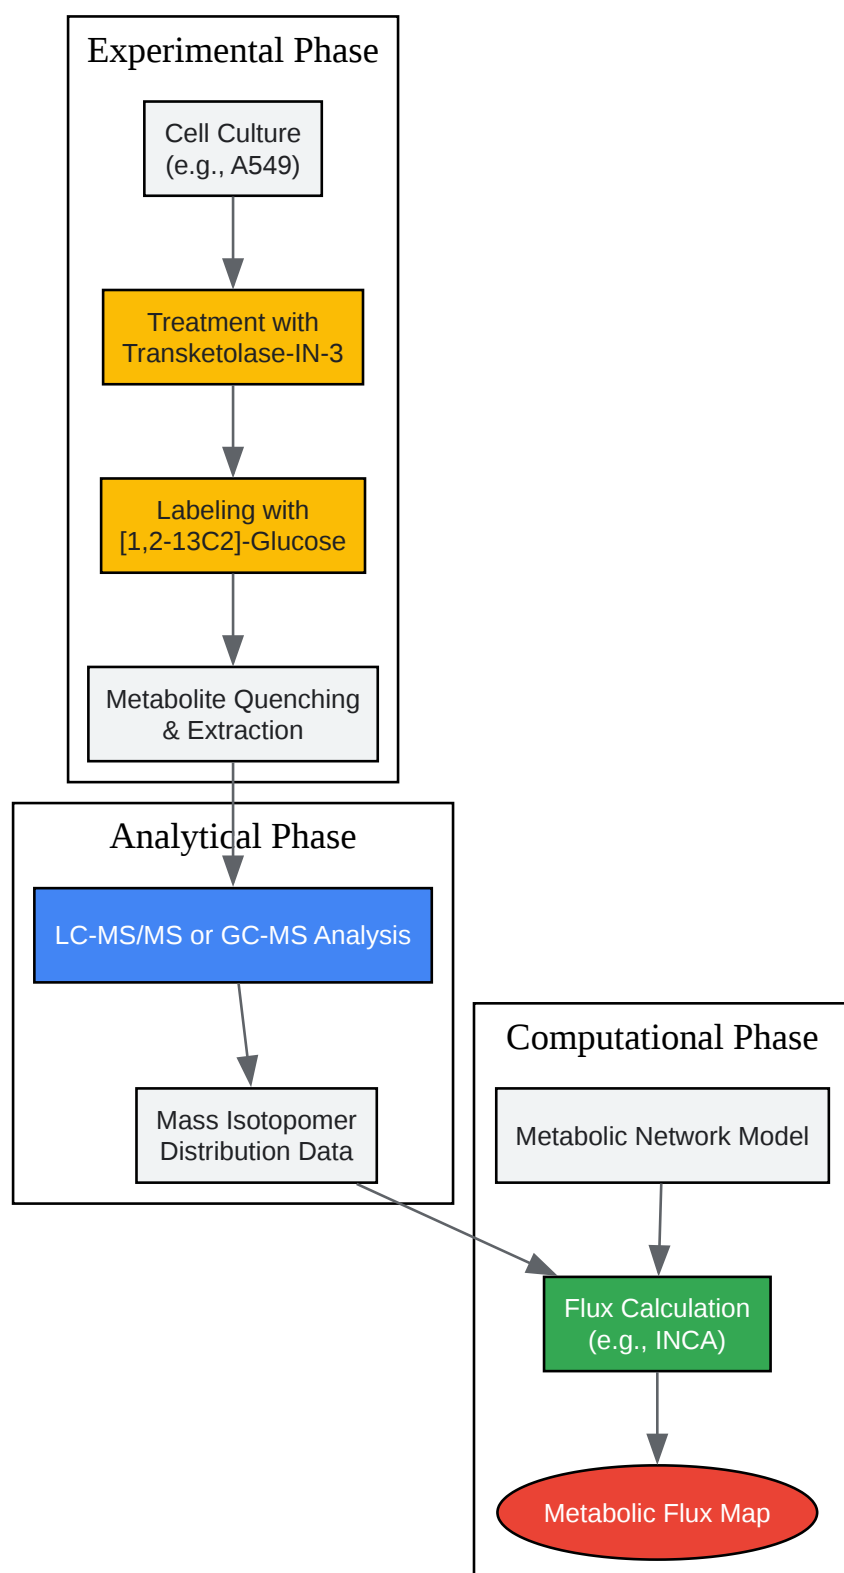 Experimental Phase
Cell Culture
(e.g., A549)
Treatment with
Transketolase-IN-3
Labeling with
[1,2-13C2]-Glucose
Metabolite Quenching
& Extraction
Analytical Phase
LC-MS/MS or GC-MS Analysis
Mass Isotopomer
Distribution Data
Computational Phase
Metabolic Network Model
Flux Calculation
(e.g., INCA)
Metabolic Flux Map